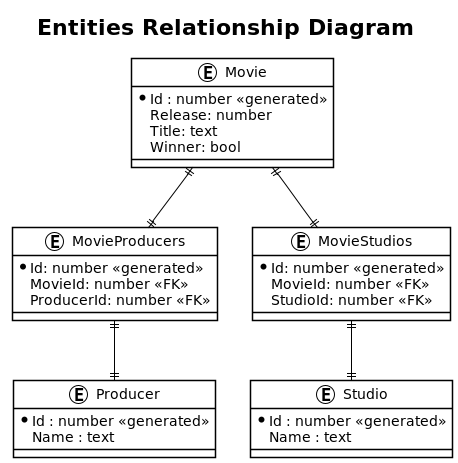 Entities Relationship Diagram
E Movie
• Id : number «generated»
Release: number
Title: text
Winner: bool
E MovieProducers
• Id: number «generated»
MovieId: number «FK»
ProducerId: number «FK»
E MovieStudios
• Id: number «generated»
MovieId: number «FK»
StudioId: number «FK»
E Producer
• Id : number «generated»
Name : text
E Studio
• Id : number «generated»
Name : text